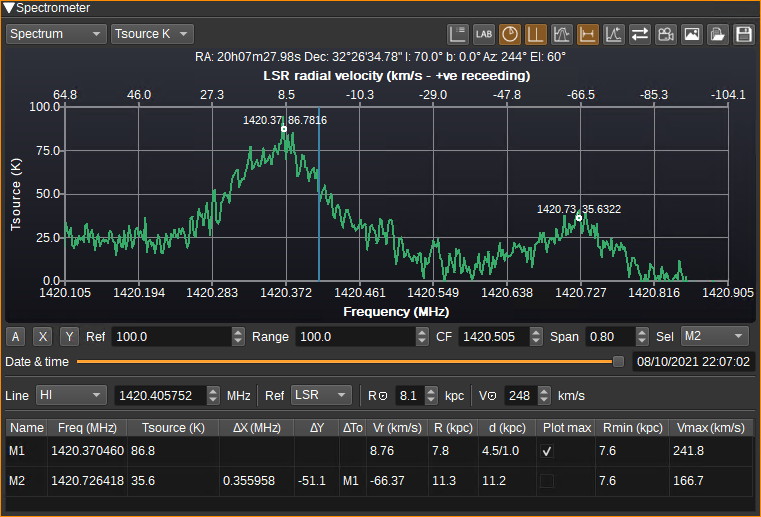 Spectrometer
Spectrum Tsource K LAB
RA: 20h07m27.98s Dec: 32°26'34.78" l: 70.0° b: 0.0° Az: 244° El: 60°
LSR radial velocity (km/s - +ve receeding)
64.8 46.0 27.3 8.5 -10.3 -29.0 -47.8 -66.5 -85.3 -104.1
100.0
1420.37, 86.7816
75.0
50.0
1420.73, 35.6322
25.0
0.0
Tsource (K)
1420.105 1420.194 1420.283 1420.372 1420.461 1420.549 1420.638 1420.727 1420.816 1420.905
Frequency (MHz)
A X Y Ref 100.0 Range 100.0 CF 1420.505 Span 0.80 Sel M2
Date & time 08/10/2021 22:07:02
Line HI 1420.405752 MHz Ref LSR R⊙ 8.1 kpc V⊙ 248 km/s
Name Freq (MHz) Tsource (K) ΔX (MHz) ΔY ΔTo Vr (km/s) R (kpc) d (kpc) Plot max Rmin (kpc) Vmax (km/s)
M1 1420.370460 86.8 8.76 7.8 4.5/1.0 7.6 241.8
M2 1420.726418 35.6 0.355958 -51.1 M1 -66.37 11.3 11.2 7.6 166.7